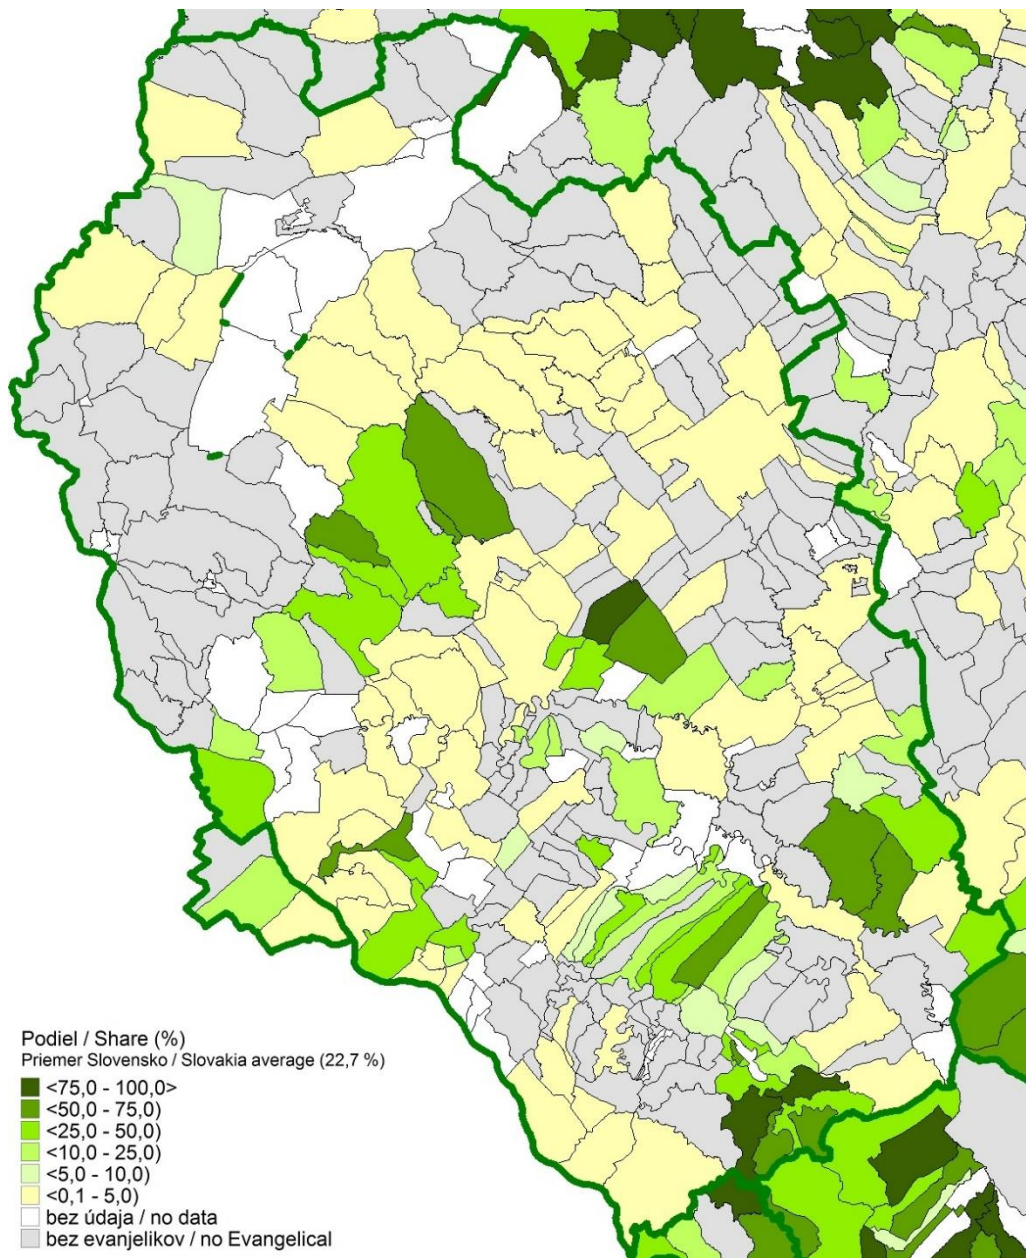 Podiel / Share (%)
Priemer Slovensko / Slovakia average (22,7 %)
<75,0 - 100,0>
<50,0 - 75,0)
<25,0 - 50,0)
<10,0 - 25,0)
<5,0 - 10,0)
<0,1 - 5,0)
bez údaja / no data
bez evanjelikov / no Evangelical